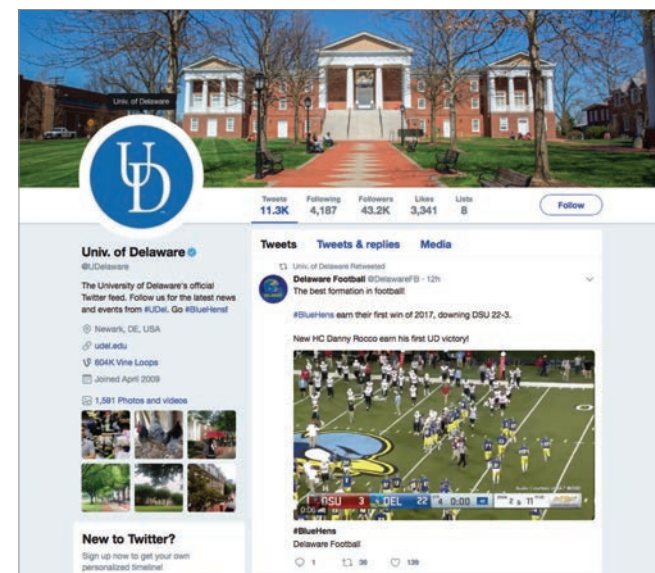 Univ. of Delaware
UD
Tweets Following Followers Likes Lists
11.3K 4,187 43.2K 3,341 8
Follow
Univ. of Delaware
@UDelaware
The University of Delaware's official
Twitter feed. Follow us for the latest news
and events from #UDel. Go #BlueHens!
Newark, DE, USA
udel.edu
604K Vine Loops
Joined April 2009
1,591 Photos and videos
New to Twitter?
Sign up now to get your own
personalized timeline!
Tweets Tweets & replies Media
Univ. of Delaware Retweeted
Delaware Football @DelawareFB · 12h
The best formation in football!
#BlueHens earn their first win of 2017, downing DSU 22-3.
New HC Danny Rocco earn his first UD victory!
DSU 3 DEL 22 4 0:00
0:06
#BlueHens
Delaware Football
1 36 139